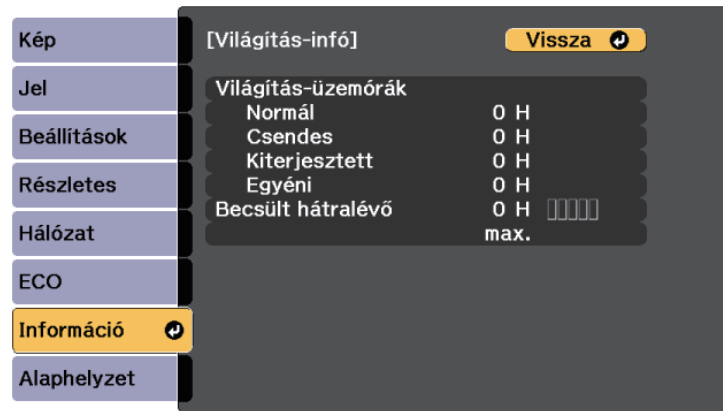 Kép
Jel
Beállítások
Részletes
Hálózat
ECO
Információ
Alaphelyzet
[Világítás-infó]
Vissza
Világítás-üzemórák
Normál 0 H
Csendes 0 H
Kiterjesztett 0 H
Egyéni 0 H
Becsült hátralévő 0 H
max.